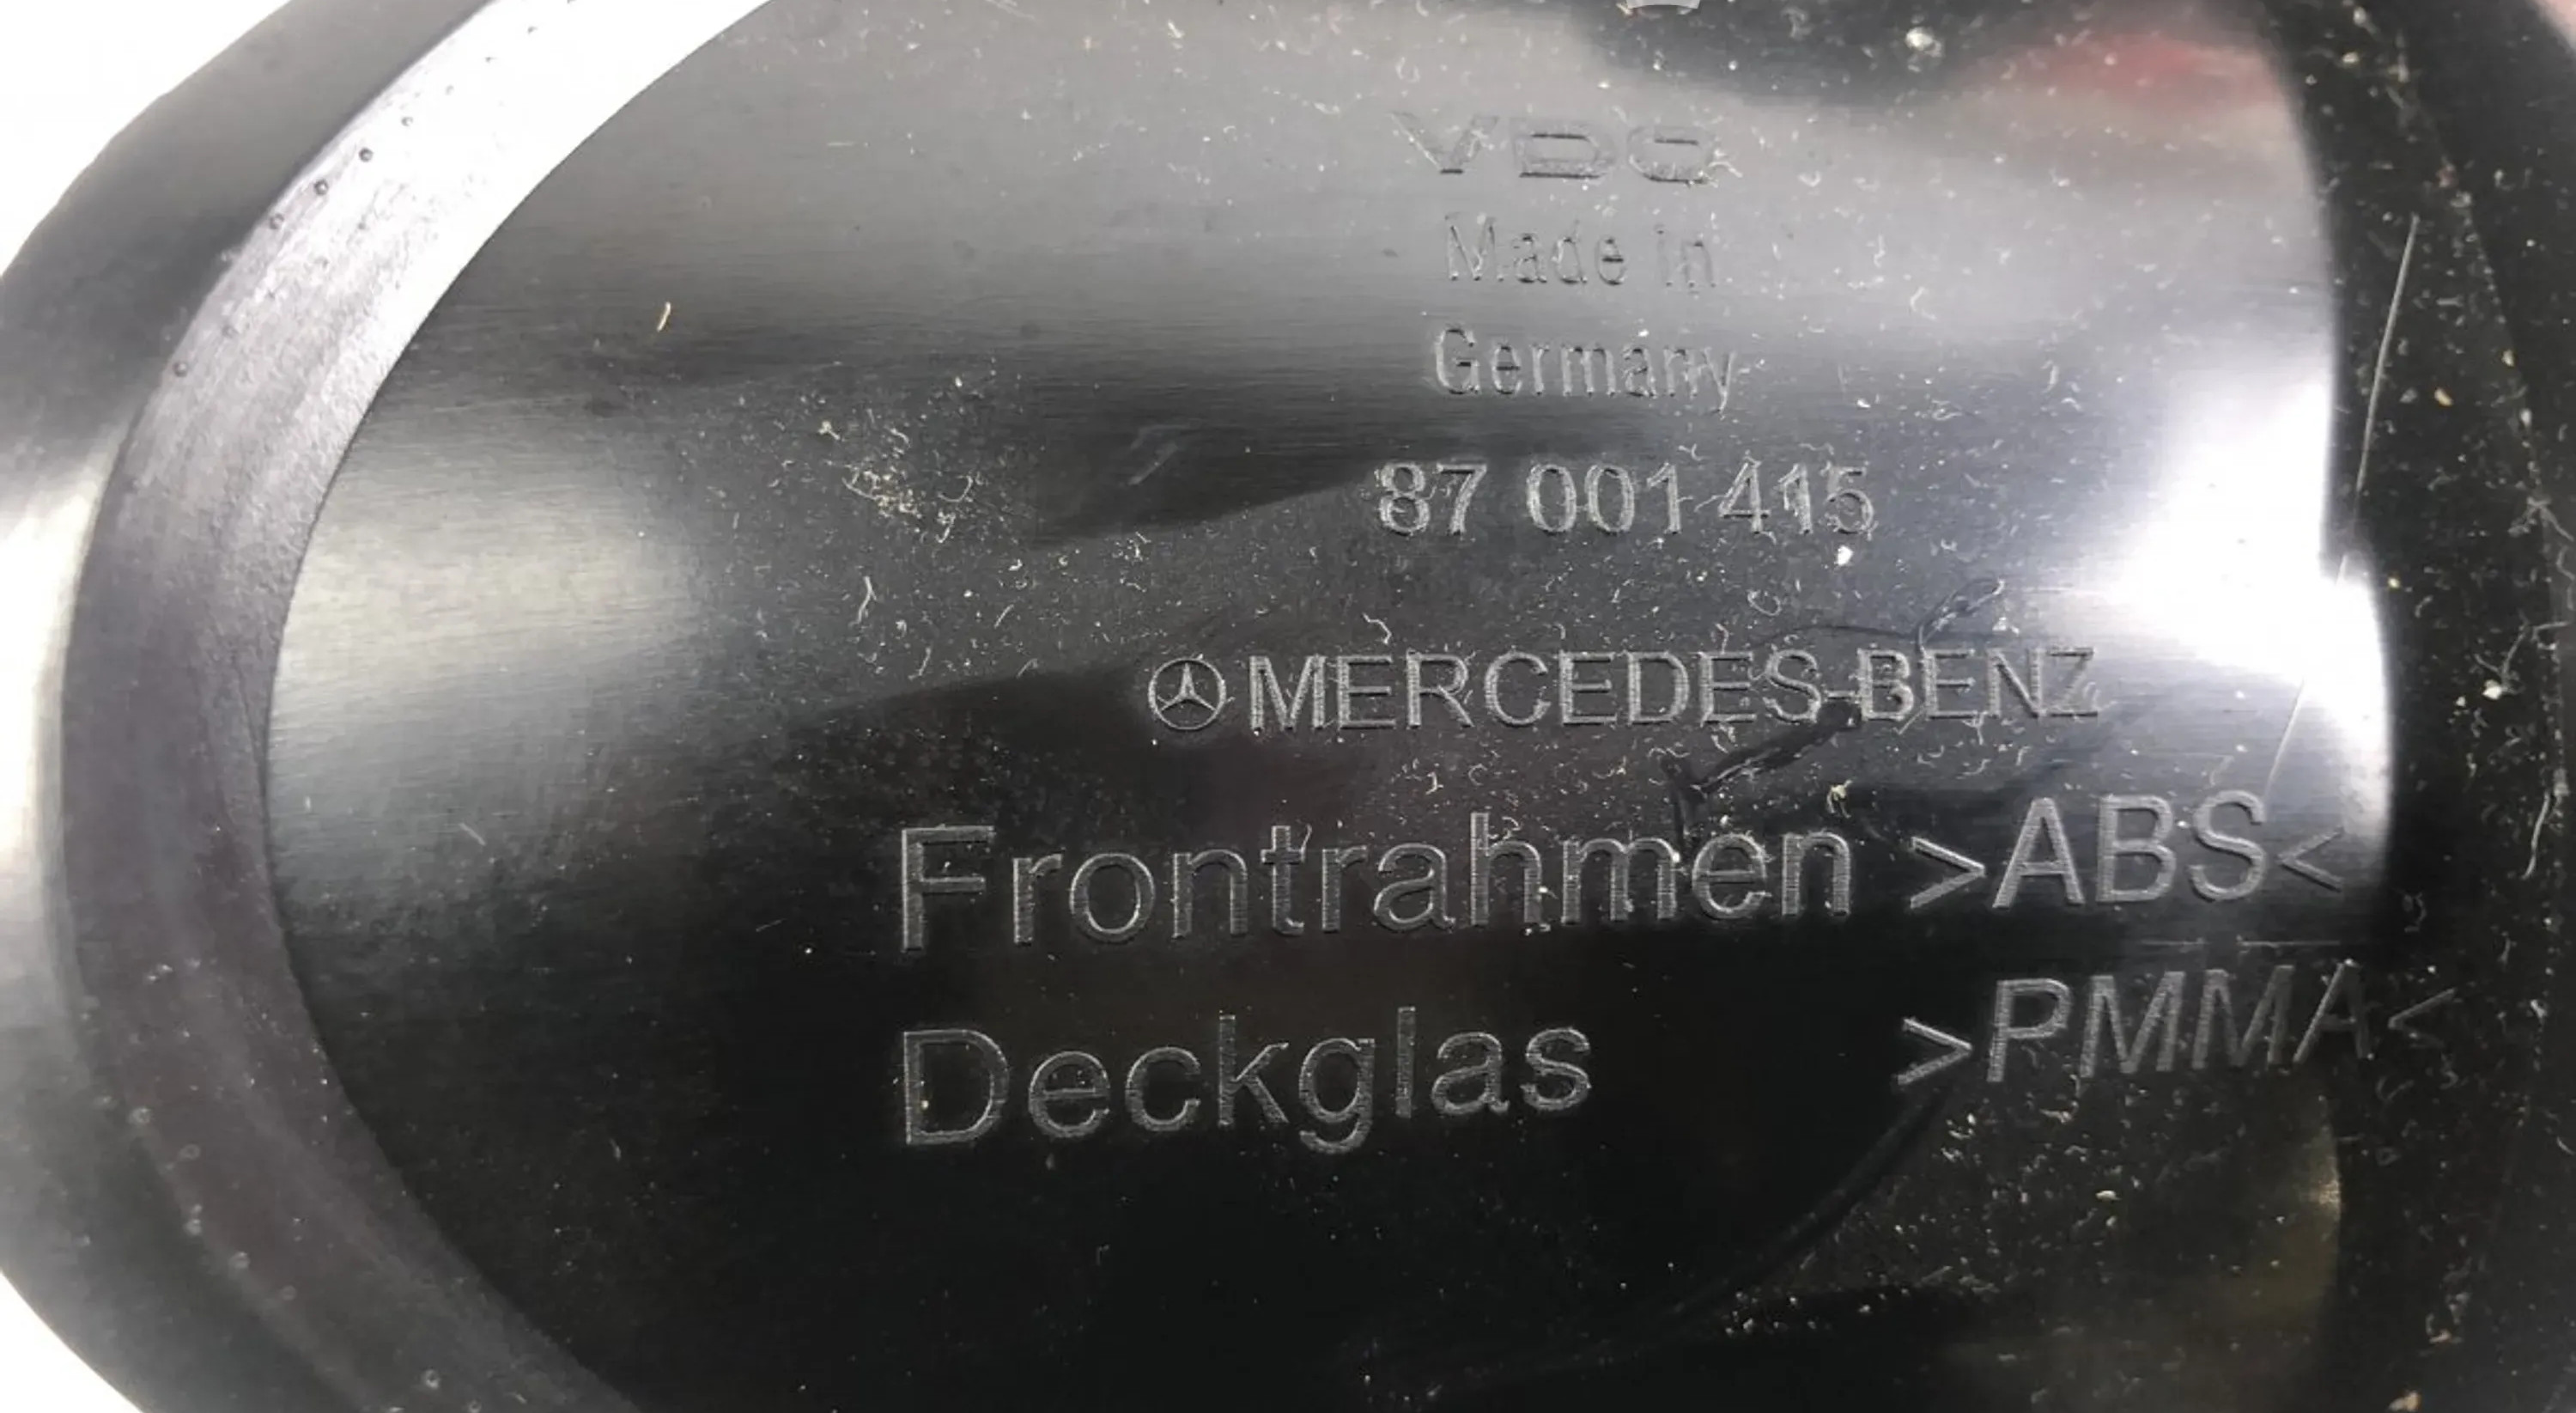 VDO
Made in
Germany
87 001 415
MERCEDES-BENZ
Frontrahmen >ABS<
Deckglas >PMMA<